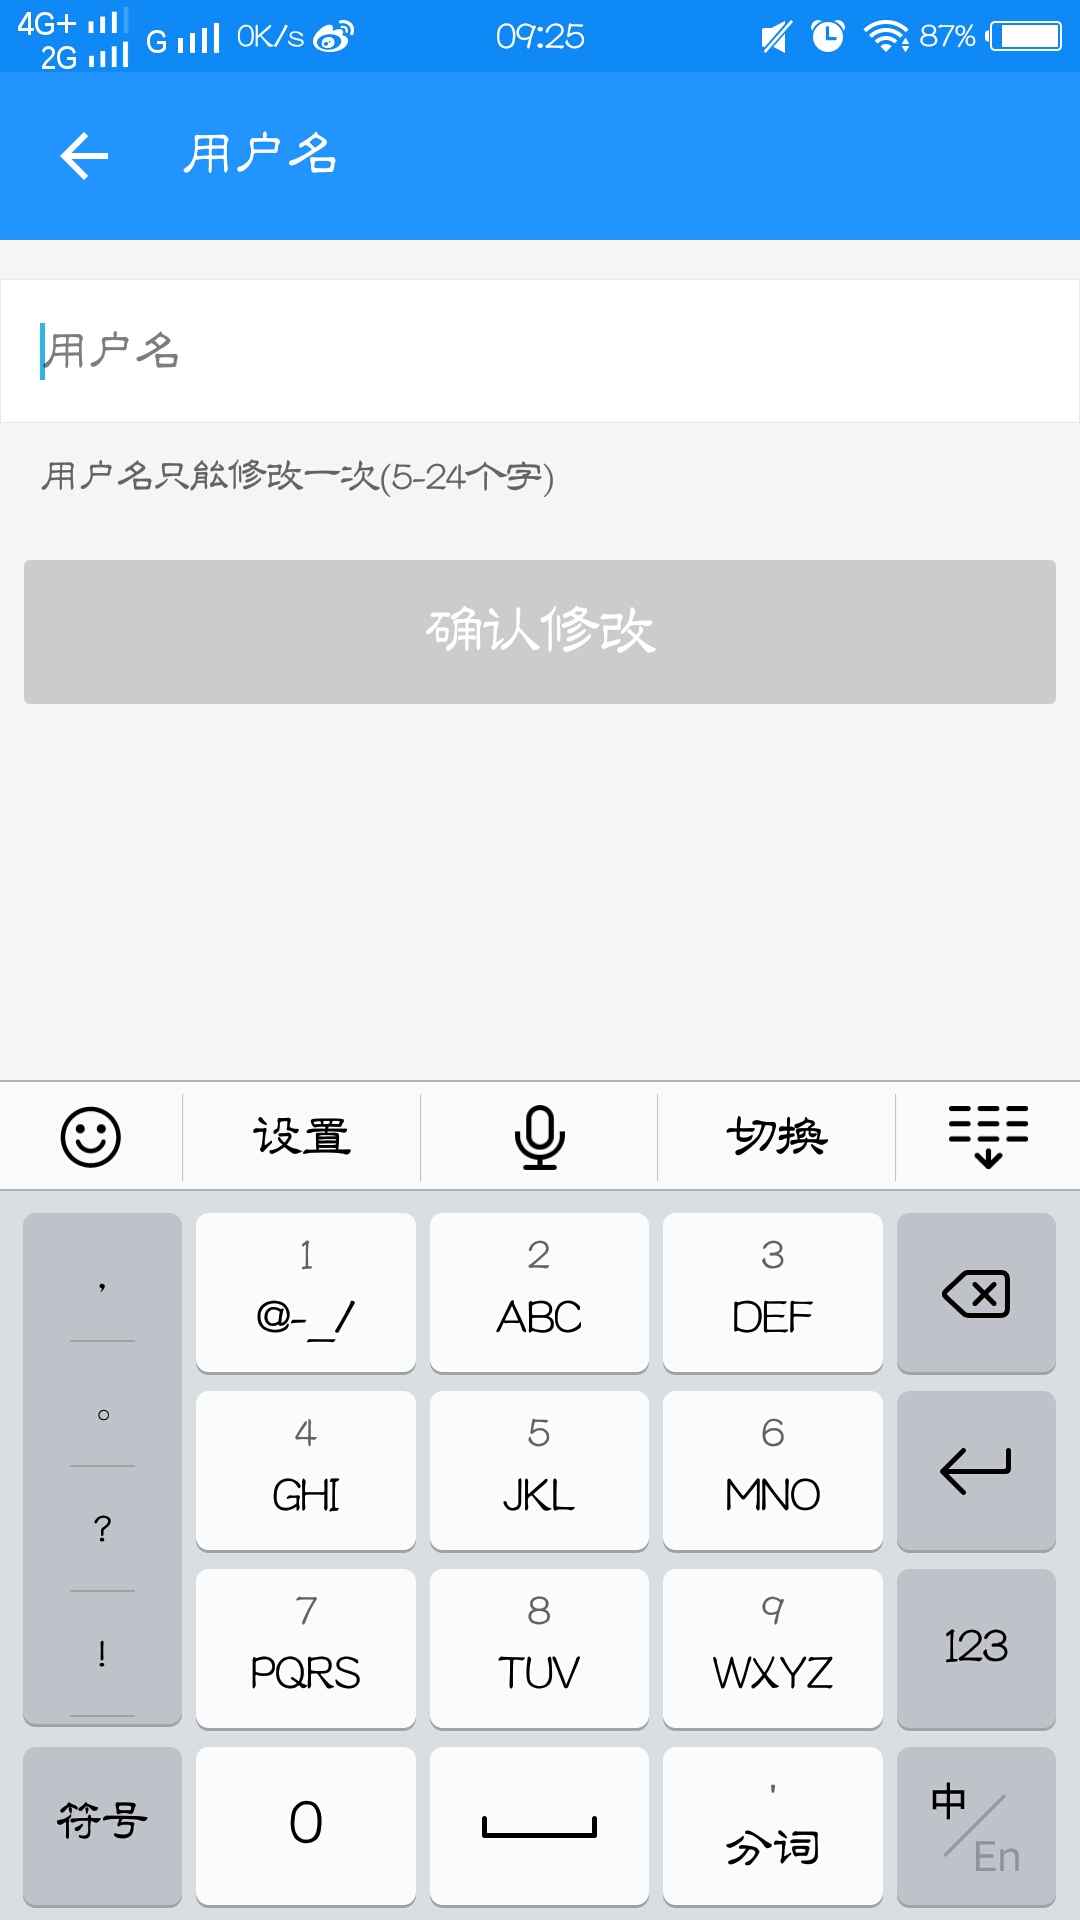 4G+ 2G G 0K/s 09:25 87%
用户名
用户名
用户名只能修改一次(5-24个字)
确认修改
设置 切换
， 1 2 3
@-_/ ABC DEF
。 4 5 6
GHI JKL MNO
？ 7 8 9
! PQRS TUV WXYZ 123
符号 0 ' 分词 中/En